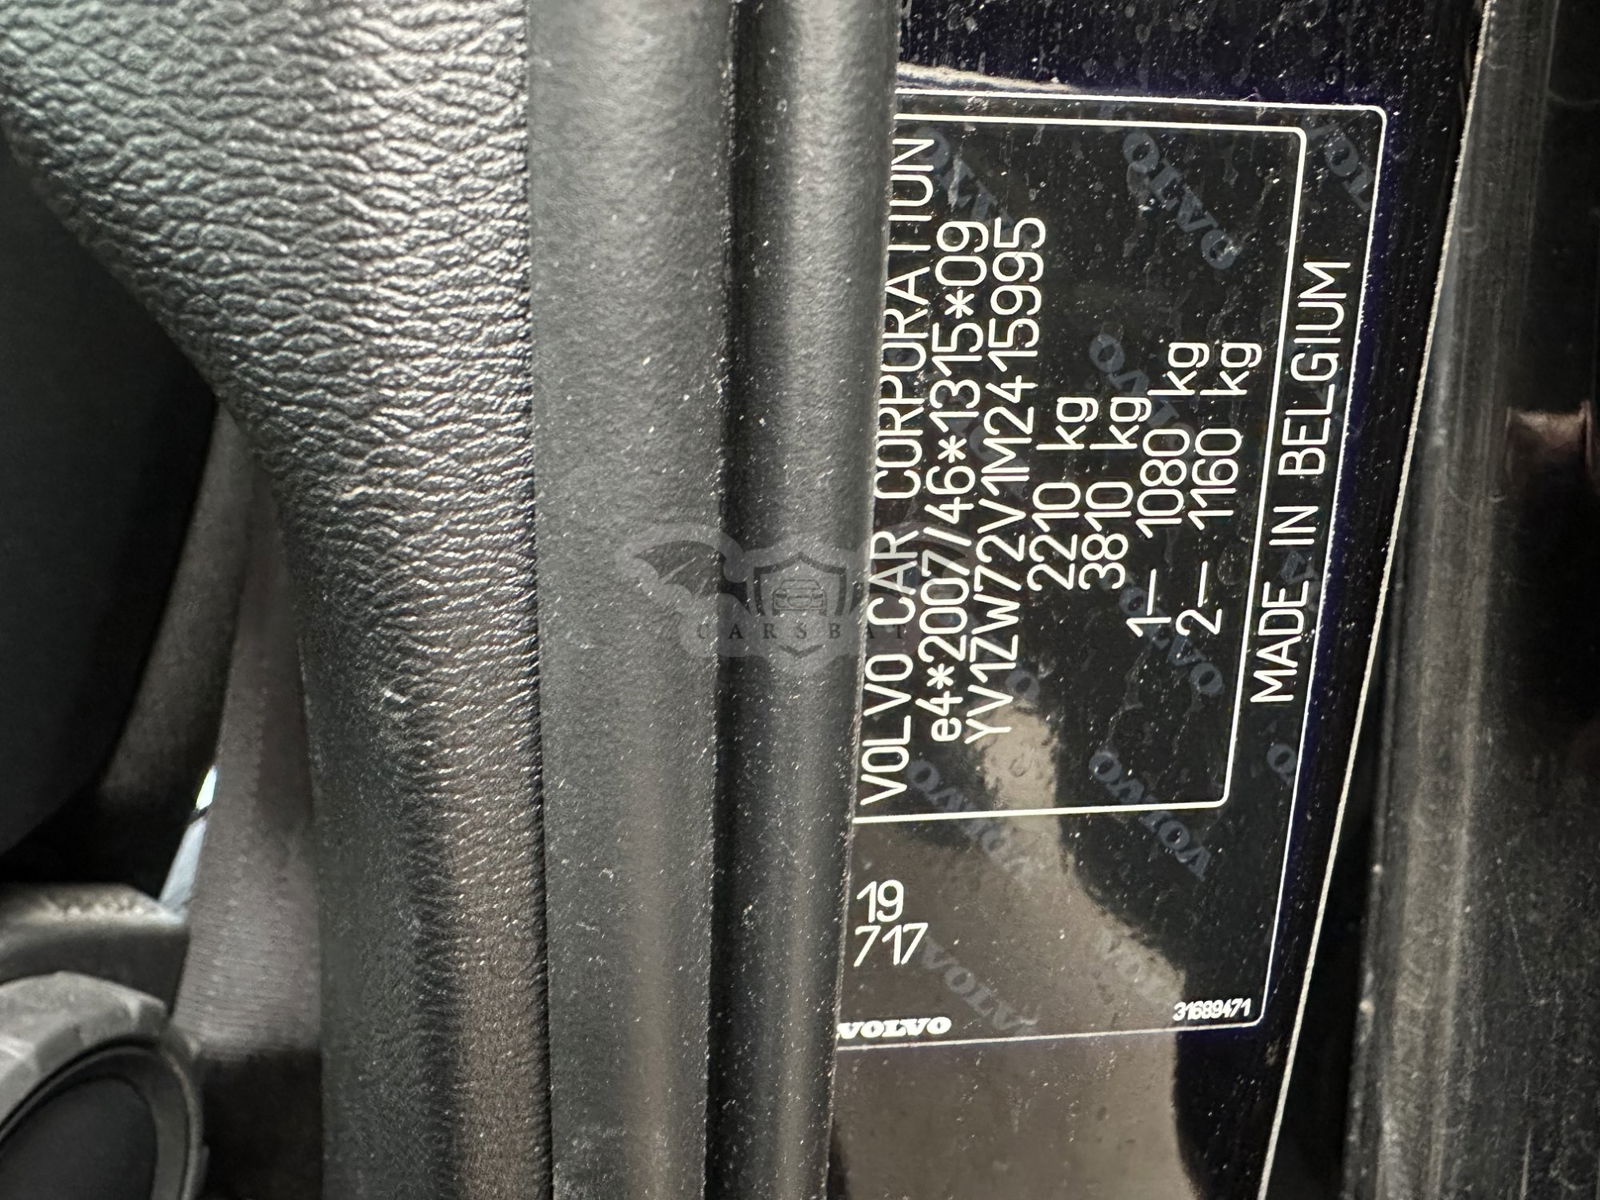 VOLVO CAR CORPORATION
e4*2007/46*1315*09
YV1ZW72V1M2415995
2210 kg
3810 kg
1– 1080 kg
2– 1160 kg
MADE IN BELGIUM
19
717
VOLVO
31689471
CARSBAT